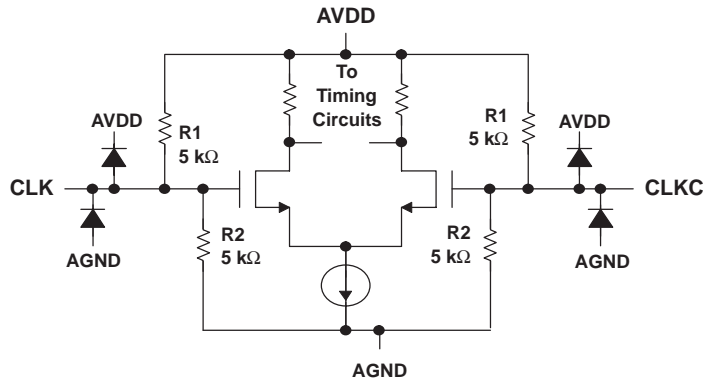 AVDD
To
Timing
Circuits
AVDD
R1
5 kΩ
R1
5 kΩ
AVDD
CLK
CLKC
AGND
R2
5 kΩ
R2
5 kΩ
AGND
AGND